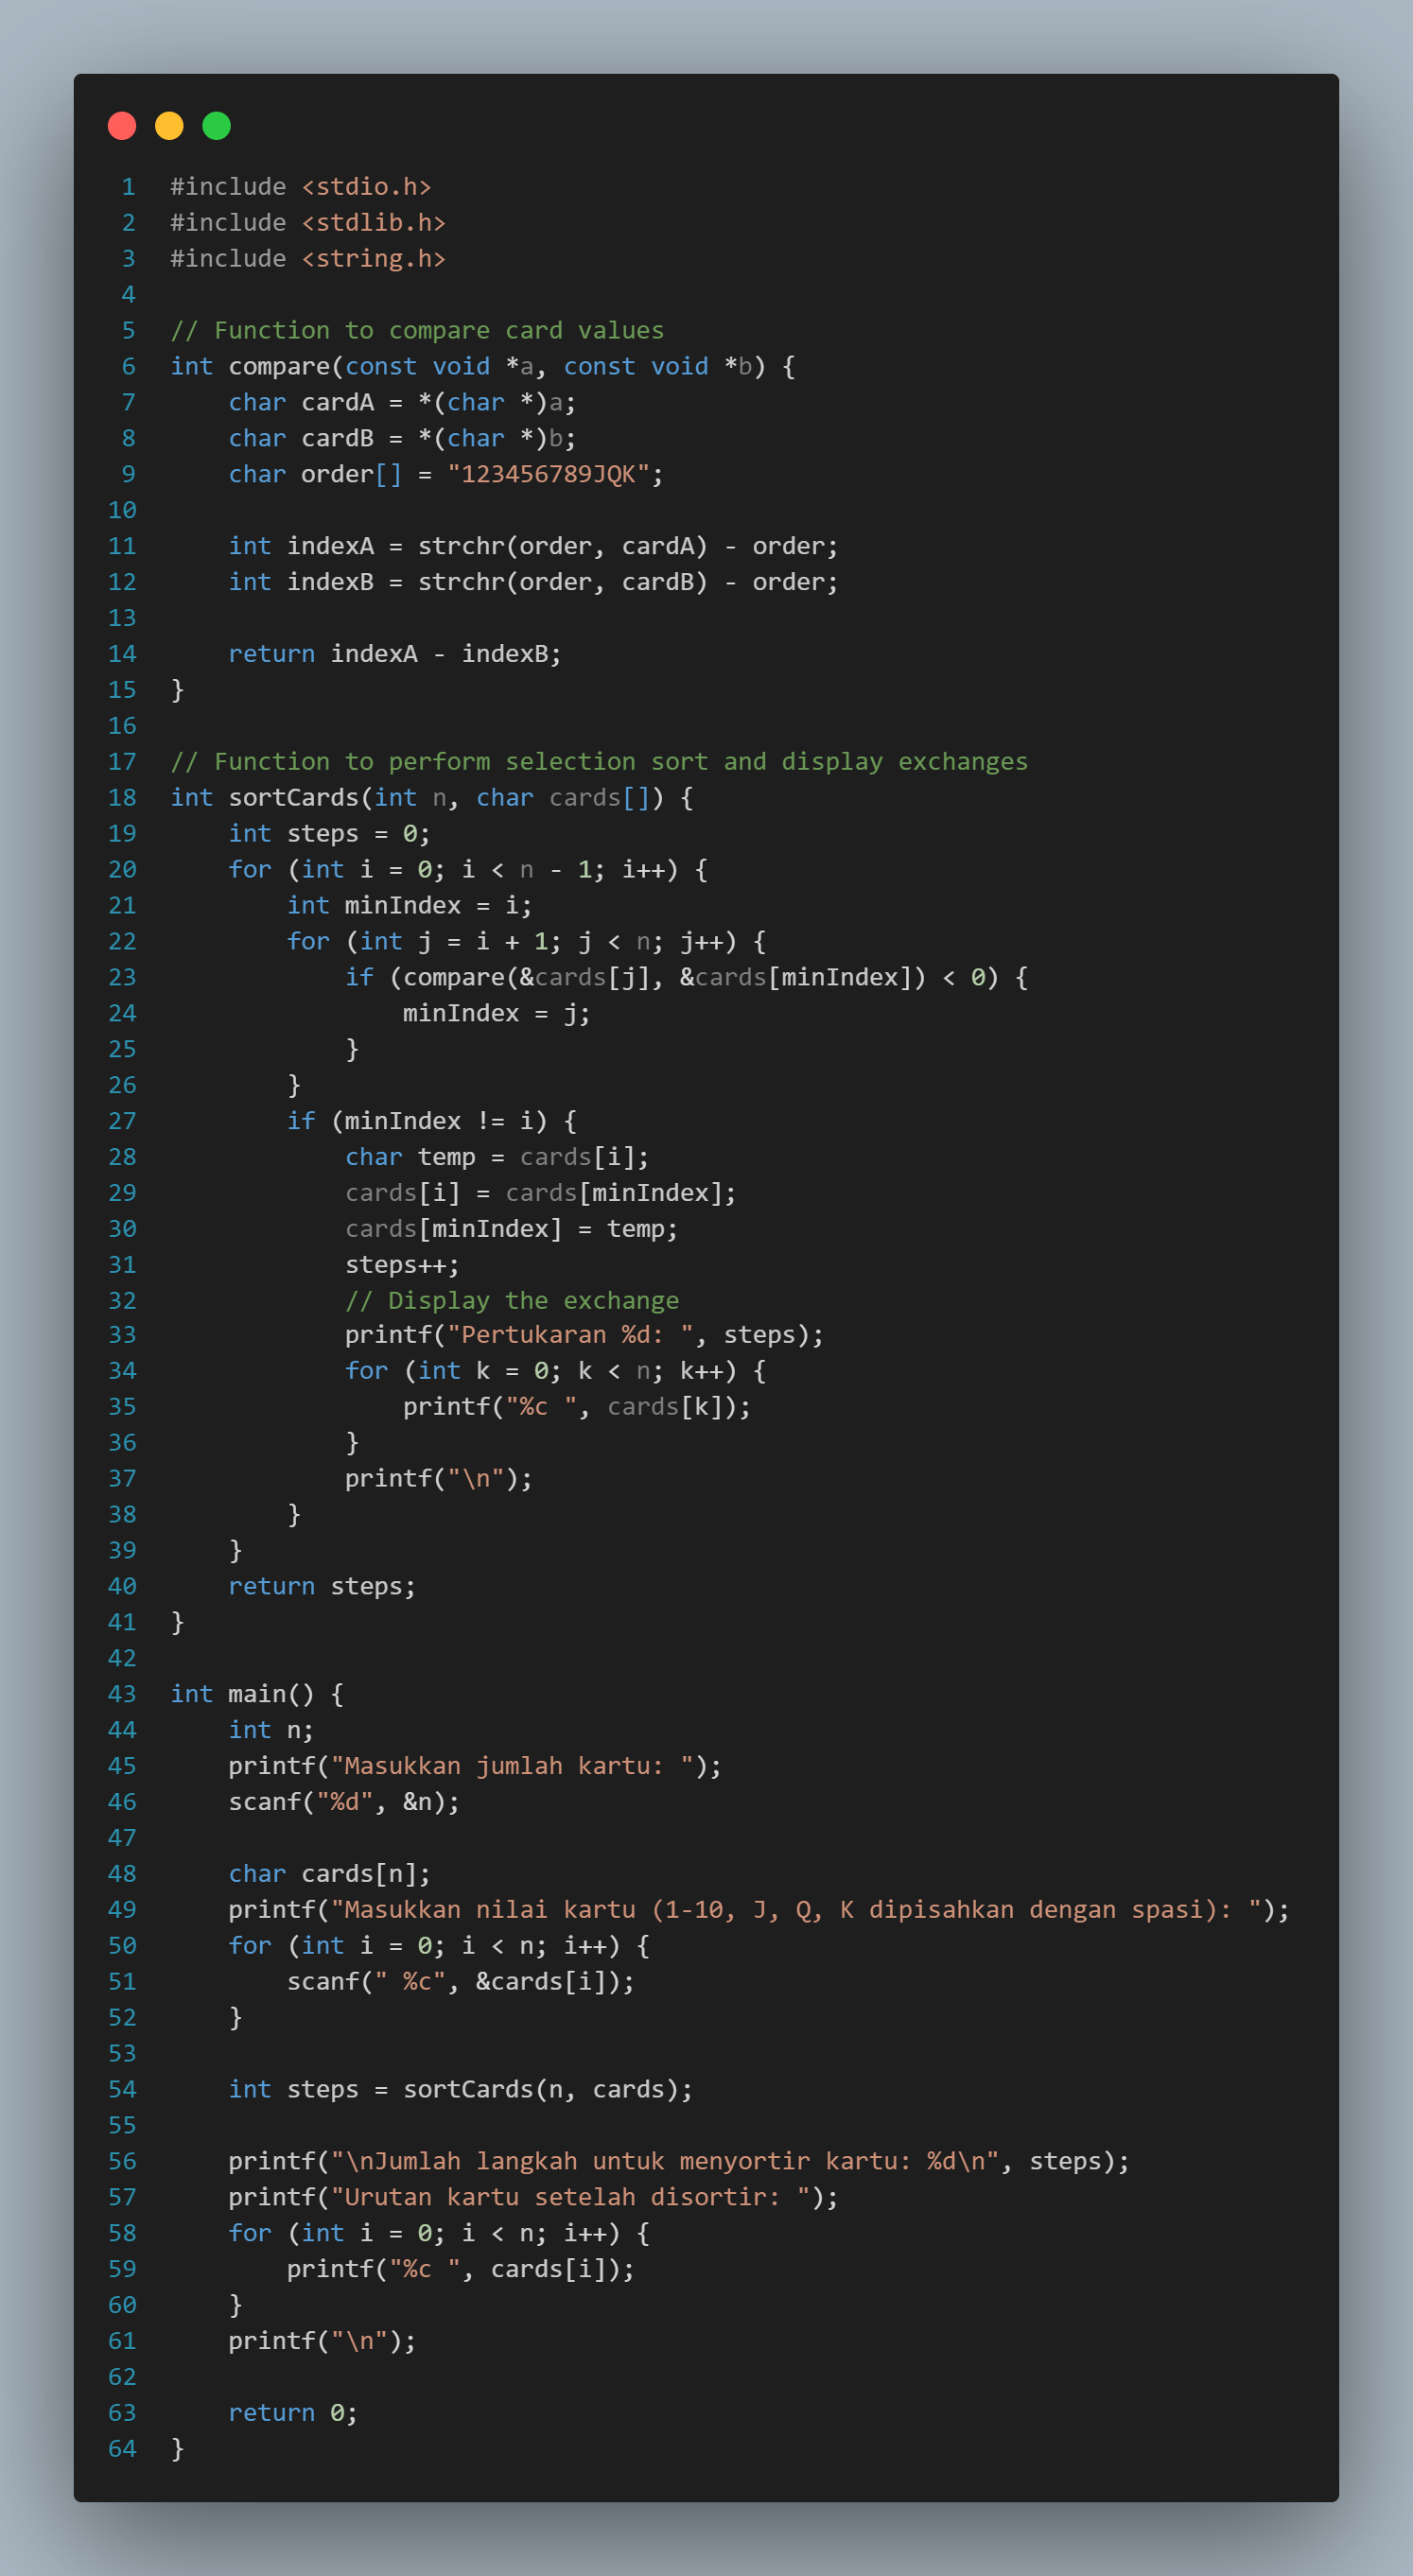 1 #include <stdio.h>
2 #include <stdlib.h>
3 #include <string.h>
4
5 // Function to compare card values
6 int compare(const void *a, const void *b) {
7     char cardA = *(char *)a;
8     char cardB = *(char *)b;
9     char order[] = "123456789JQK";
10
11     int indexA = strchr(order, cardA) - order;
12     int indexB = strchr(order, cardB) - order;
13
14     return indexA - indexB;
15 }
16
17 // Function to perform selection sort and display exchanges
18 int sortCards(int n, char cards[]) {
19     int steps = 0;
20     for (int i = 0; i < n - 1; i++) {
21         int minIndex = i;
22         for (int j = i + 1; j < n; j++) {
23             if (compare(&cards[j], &cards[minIndex]) < 0) {
24                 minIndex = j;
25             }
26         }
27         if (minIndex != i) {
28             char temp = cards[i];
29             cards[i] = cards[minIndex];
30             cards[minIndex] = temp;
31             steps++;
32             // Display the exchange
33             printf("Pertukaran %d: ", steps);
34             for (int k = 0; k < n; k++) {
35                 printf("%c ", cards[k]);
36             }
37             printf("\n");
38         }
39     }
40     return steps;
41 }
42
43 int main() {
44     int n;
45     printf("Masukkan jumlah kartu: ");
46     scanf("%d", &n);
47
48     char cards[n];
49     printf("Masukkan nilai kartu (1-10, J, Q, K dipisahkan dengan spasi): ");
50     for (int i = 0; i < n; i++) {
51         scanf(" %c", &cards[i]);
52     }
53
54     int steps = sortCards(n, cards);
55
56     printf("\nJumlah langkah untuk menyortir kartu: %d\n", steps);
57     printf("Urutan kartu setelah disortir: ");
58     for (int i = 0; i < n; i++) {
59         printf("%c ", cards[i]);
60     }
61     printf("\n");
62
63     return 0;
64 }